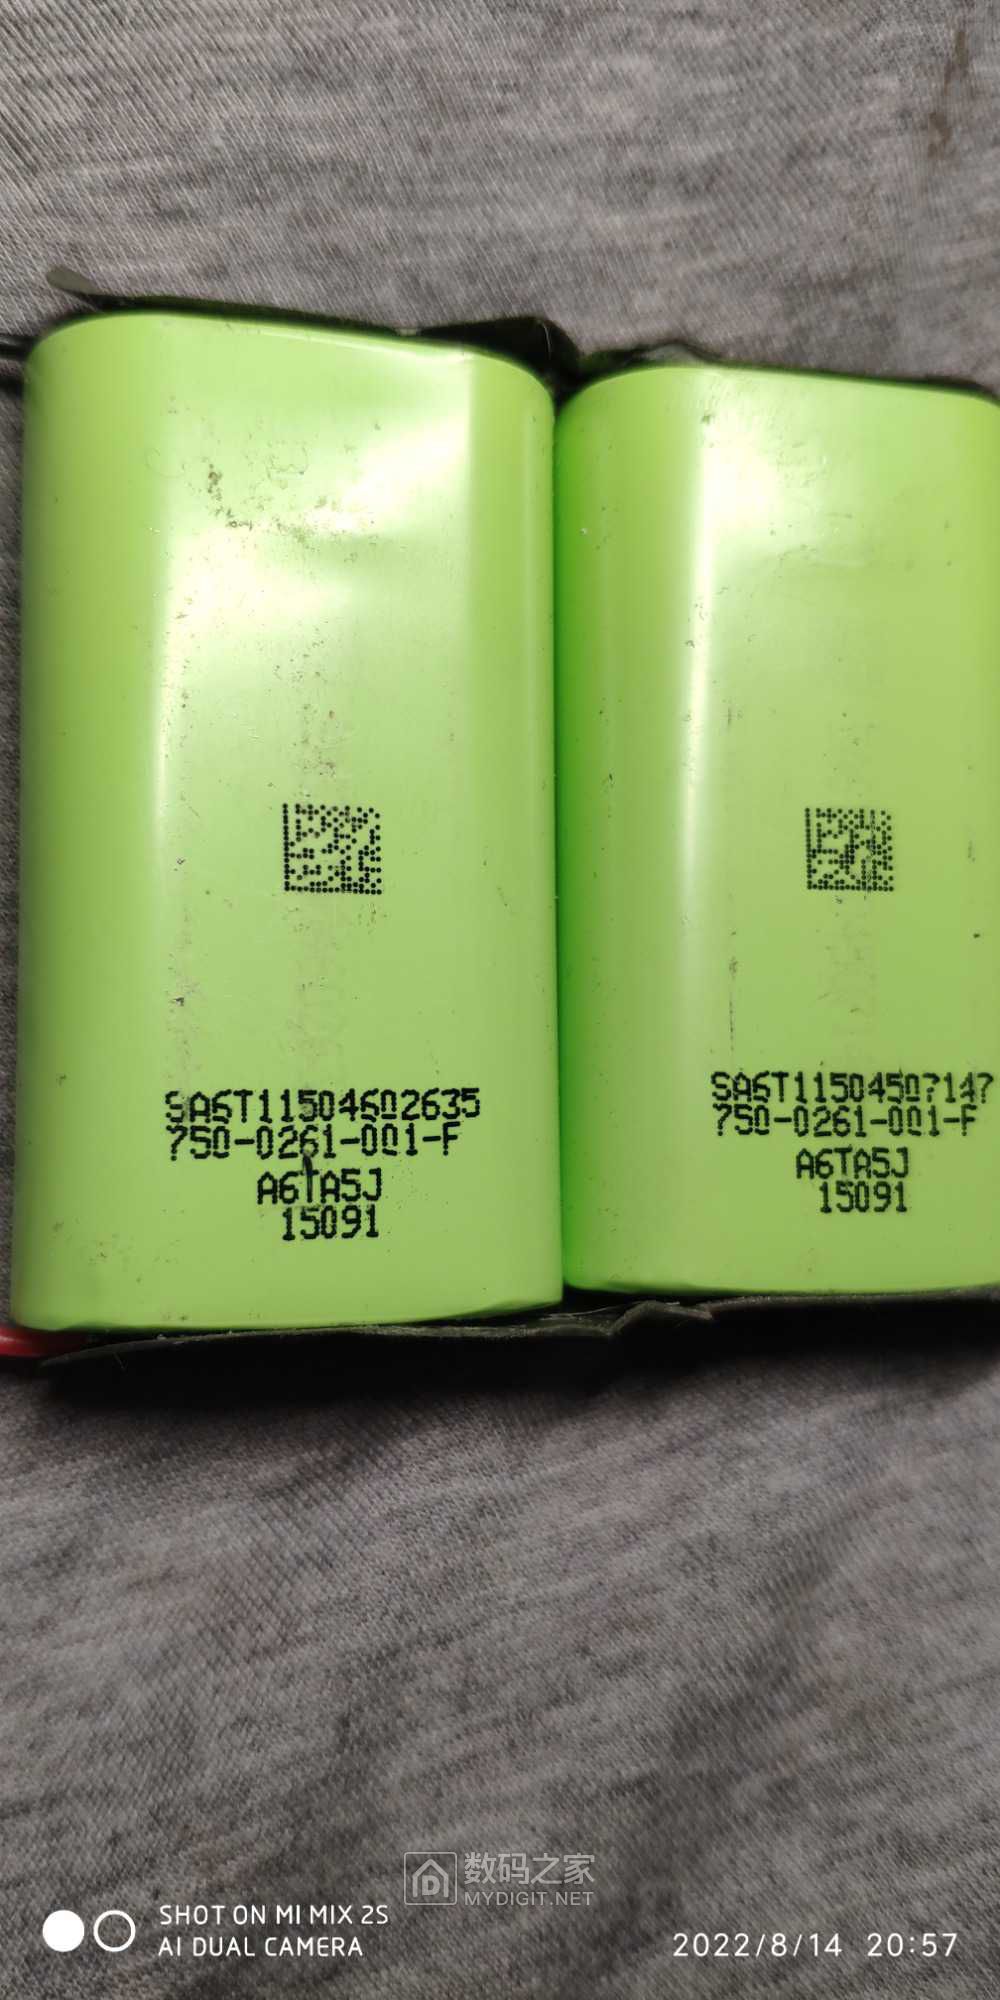 SA6T11504602635
750-0261-001-F
A6TA5J
15091
SA6T11504507147
750-0261-001-F
A6TA5J
15091
数码之家
MYDIGIT.NET
SHOT ON MI MIX 2S
AI DUAL CAMERA
2022/8/14 20:57